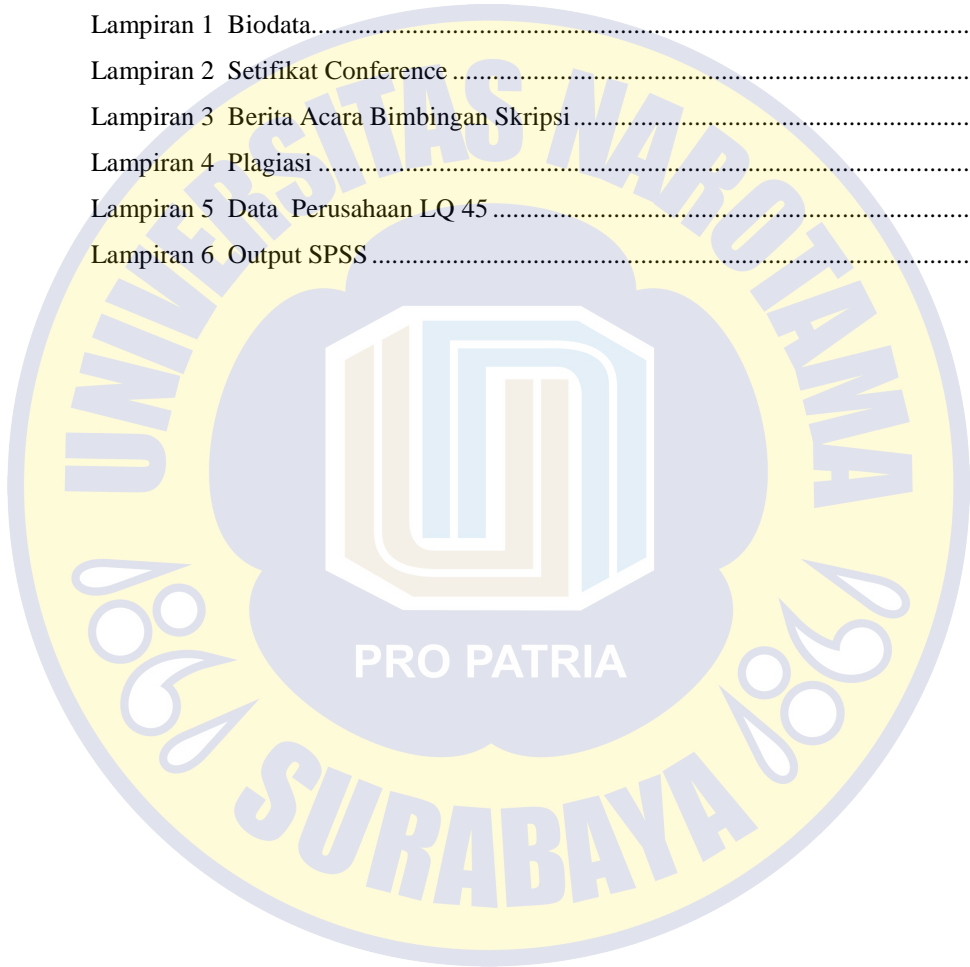 Lampiran 1 Biodata....................................................................................................
Lampiran 2 Setifikat Conference ..............................................................................
Lampiran 3 Berita Acara Bimbingan Skripsi............................................................
Lampiran 4 Plagiasi ...................................................................................................
Lampiran 5 Data Perusahaan LQ 45 .........................................................................
Lampiran 6 Output SPSS...........................................................................................
UNIVERSITAS NAROTAMA
PRO PATRIA
SURABAYA